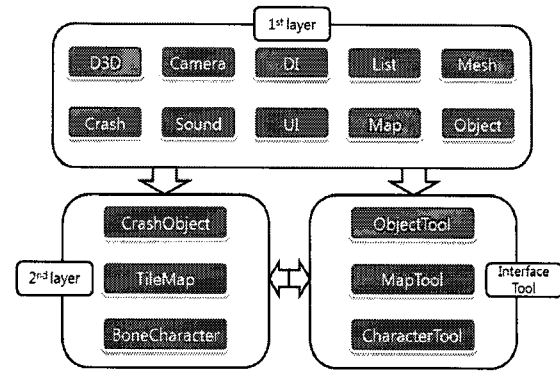 1st layer
D3D Camera DI List Mesh
Crash Sound UI Map Object
CrashObject ObjectTool
2nd layer TileMap MapTool Interface Tool
BoneCharacter CharacterTool